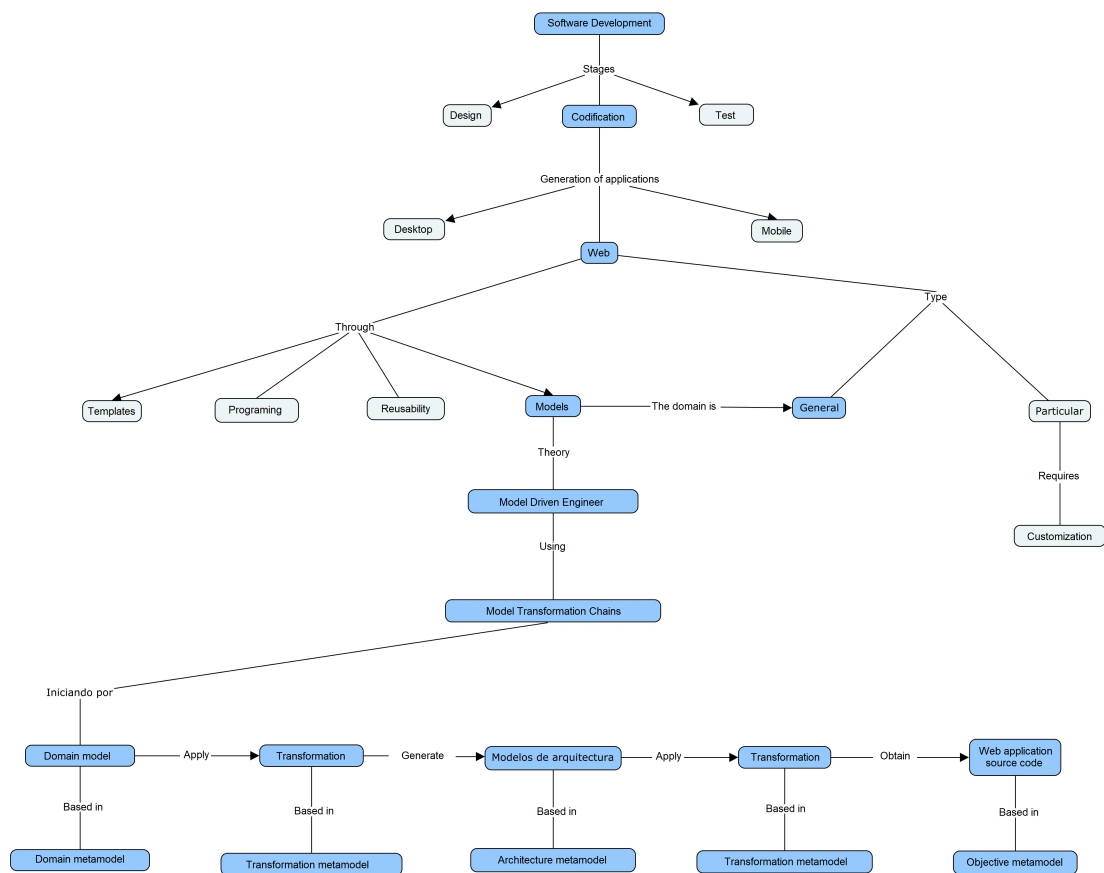 Software Development
Stages
Design
Codification
Test
Generation of applications
Desktop
Mobile
Web
Type
Through
Templates
Programing
Reusability
Models
The domain is
General
Particular
Theory
Requires
Model Driven Engineer
Customization
Using
Model Transformation Chains
Iniciando por
Domain model
Apply
Transformation
Generate
Modelos de arquitectura
Apply
Transformation
Obtain
Web application
source code
Based in
Based in
Based in
Based in
Based in
Domain metamodel
Transformation metamodel
Architecture metamodel
Transformation metamodel
Objective metamodel